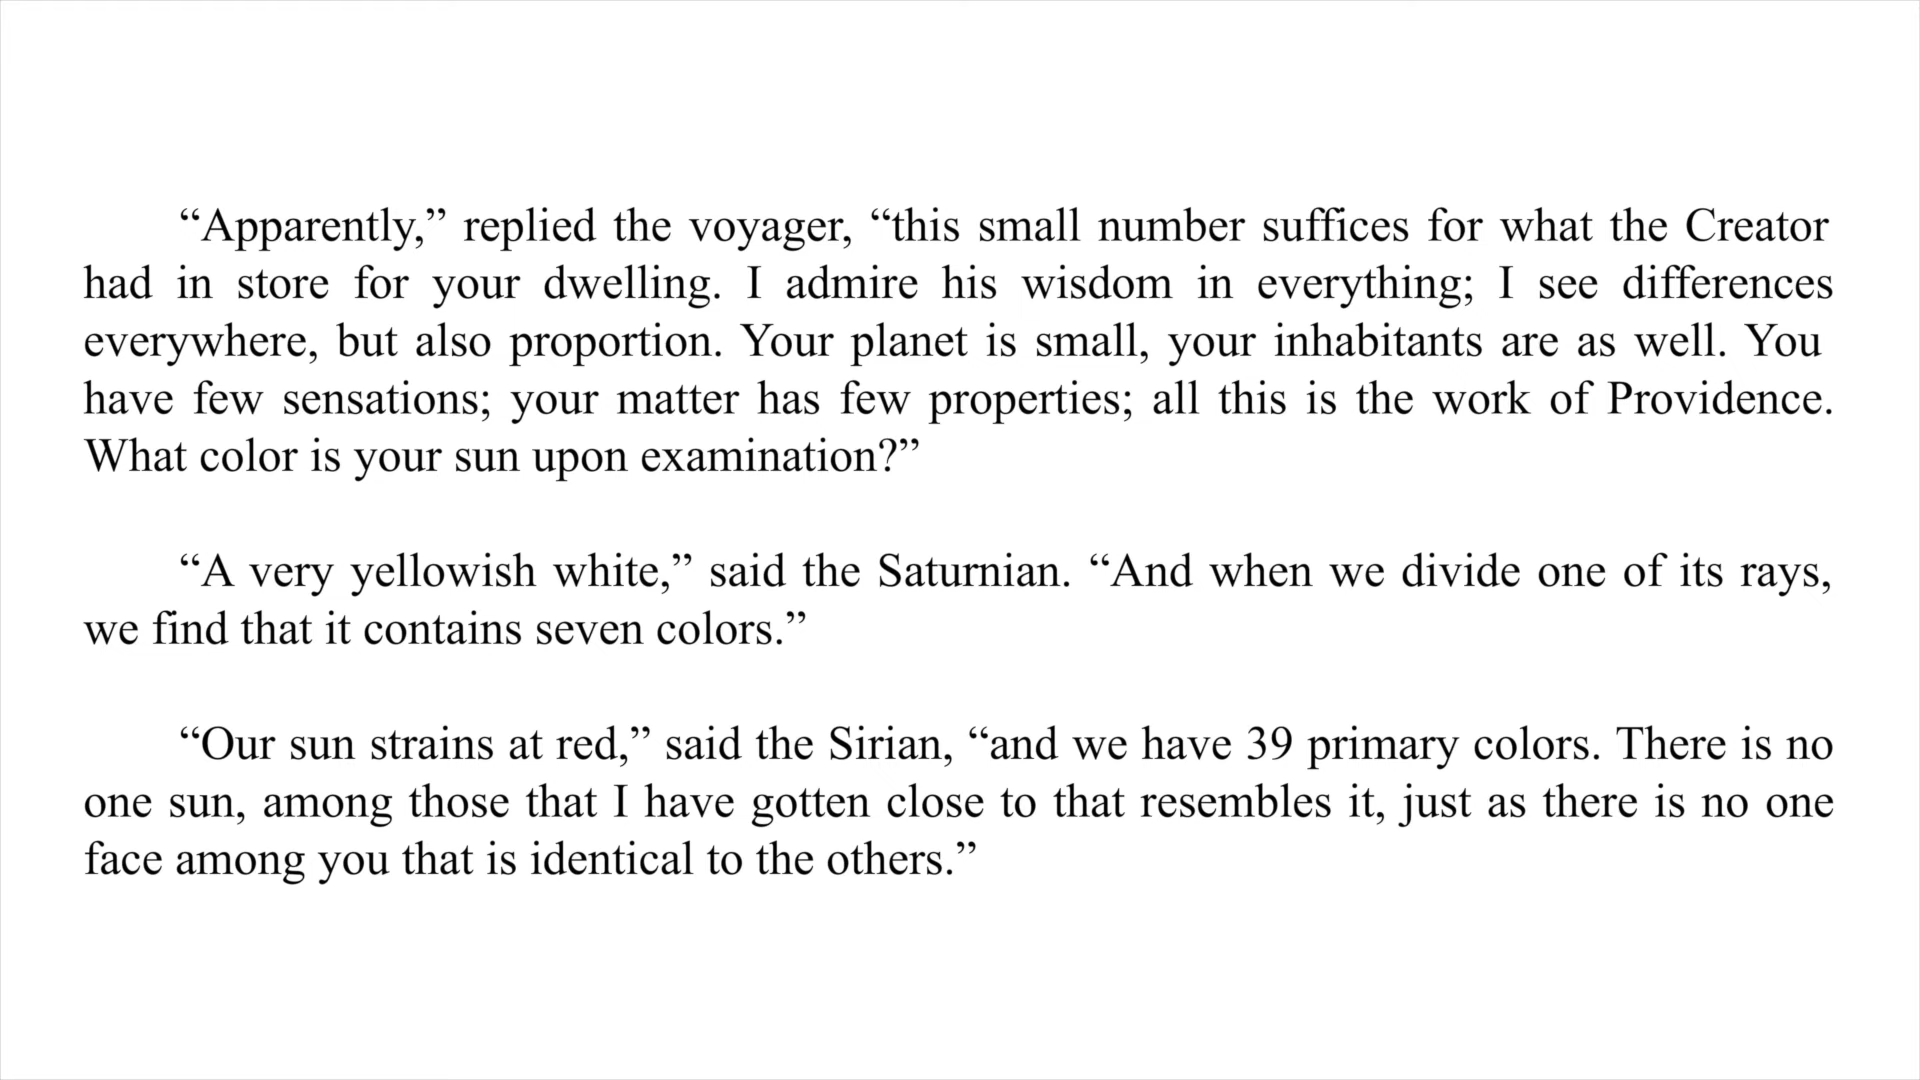 “Apparently,” replied the voyager, “this small number suffices for what the Creator
had in store for your dwelling. I admire his wisdom in everything; I see differences
everywhere, but also proportion. Your planet is small, your inhabitants are as well. You
have few sensations; your matter has few properties; all this is the work of Providence.
What color is your sun upon examination?”
“A very yellowish white,” said the Saturnian. “And when we divide one of its rays,
we find that it contains seven colors.”
“Our sun strains at red,” said the Sirian, “and we have 39 primary colors. There is no
one sun, among those that I have gotten close to that resembles it, just as there is no one
face among you that is identical to the others.”